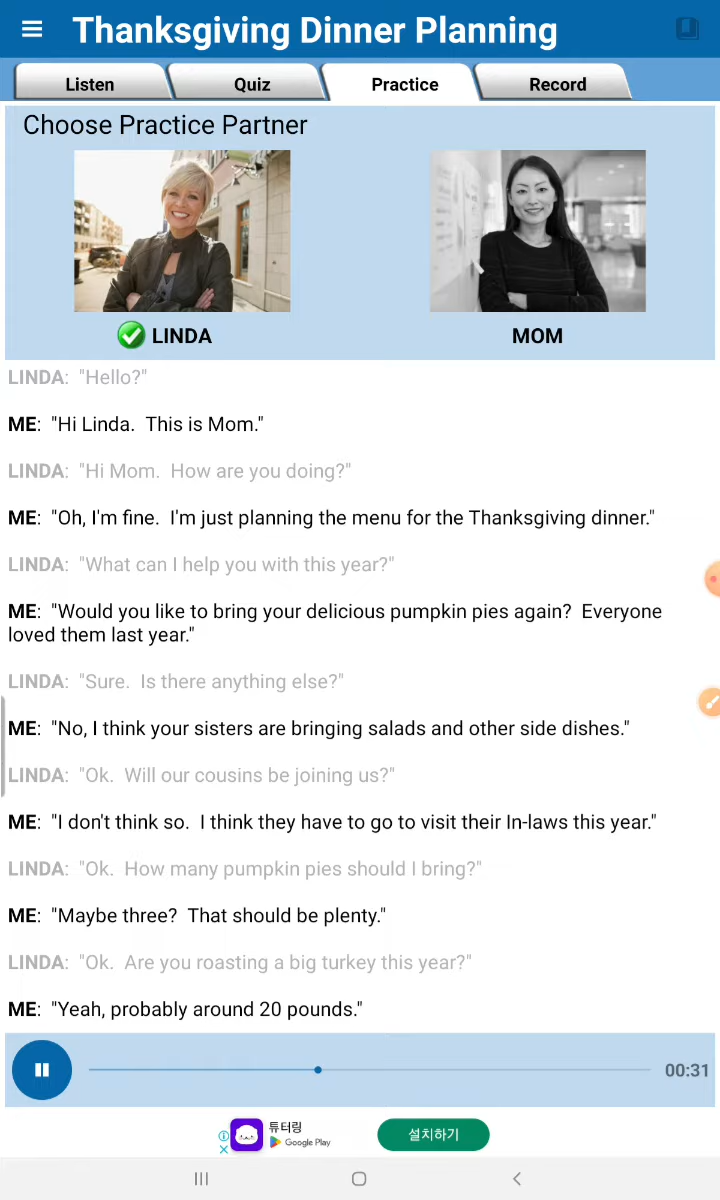 Thanksgiving Dinner Planning
Listen
Quiz
Practice
Record
Choose Practice Partner
LINDA
MOM
LINDA: "Hello?"
ME: "Hi Linda.  This is Mom."
LINDA: "Hi Mom.  How are you doing?"
ME: "Oh, I'm fine.  I'm just planning the menu for the Thanksgiving dinner."
LINDA: "What can I help you with this year?"
ME: "Would you like to bring your delicious pumpkin pies again?  Everyone
loved them last year."
LINDA: "Sure.  Is there anything else?"
ME: "No, I think your sisters are bringing salads and other side dishes."
LINDA: "Ok.  Will our cousins be joining us?"
ME: "I don't think so.  I think they have to go to visit their In-laws this year."
LINDA: "Ok.  How many pumpkin pies should I bring?"
ME: "Maybe three?  That should be plenty."
LINDA: "Ok.  Are you roasting a big turkey this year?"
ME: "Yeah, probably around 20 pounds."
00:31
튜터링
Google Play
설치하기